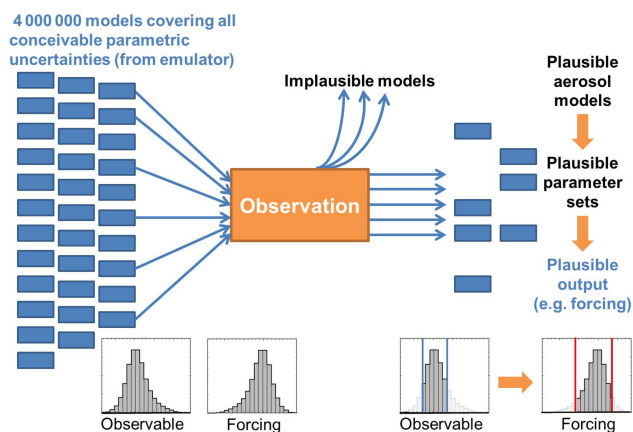 4 000 000 models covering all
conceivable parametric
uncertainties (from emulator)
Implausible models
Observation
Plausible
aerosol
models
Plausible
parameter
sets
Plausible
output
(e.g. forcing)
Observable
Forcing
Observable
Forcing